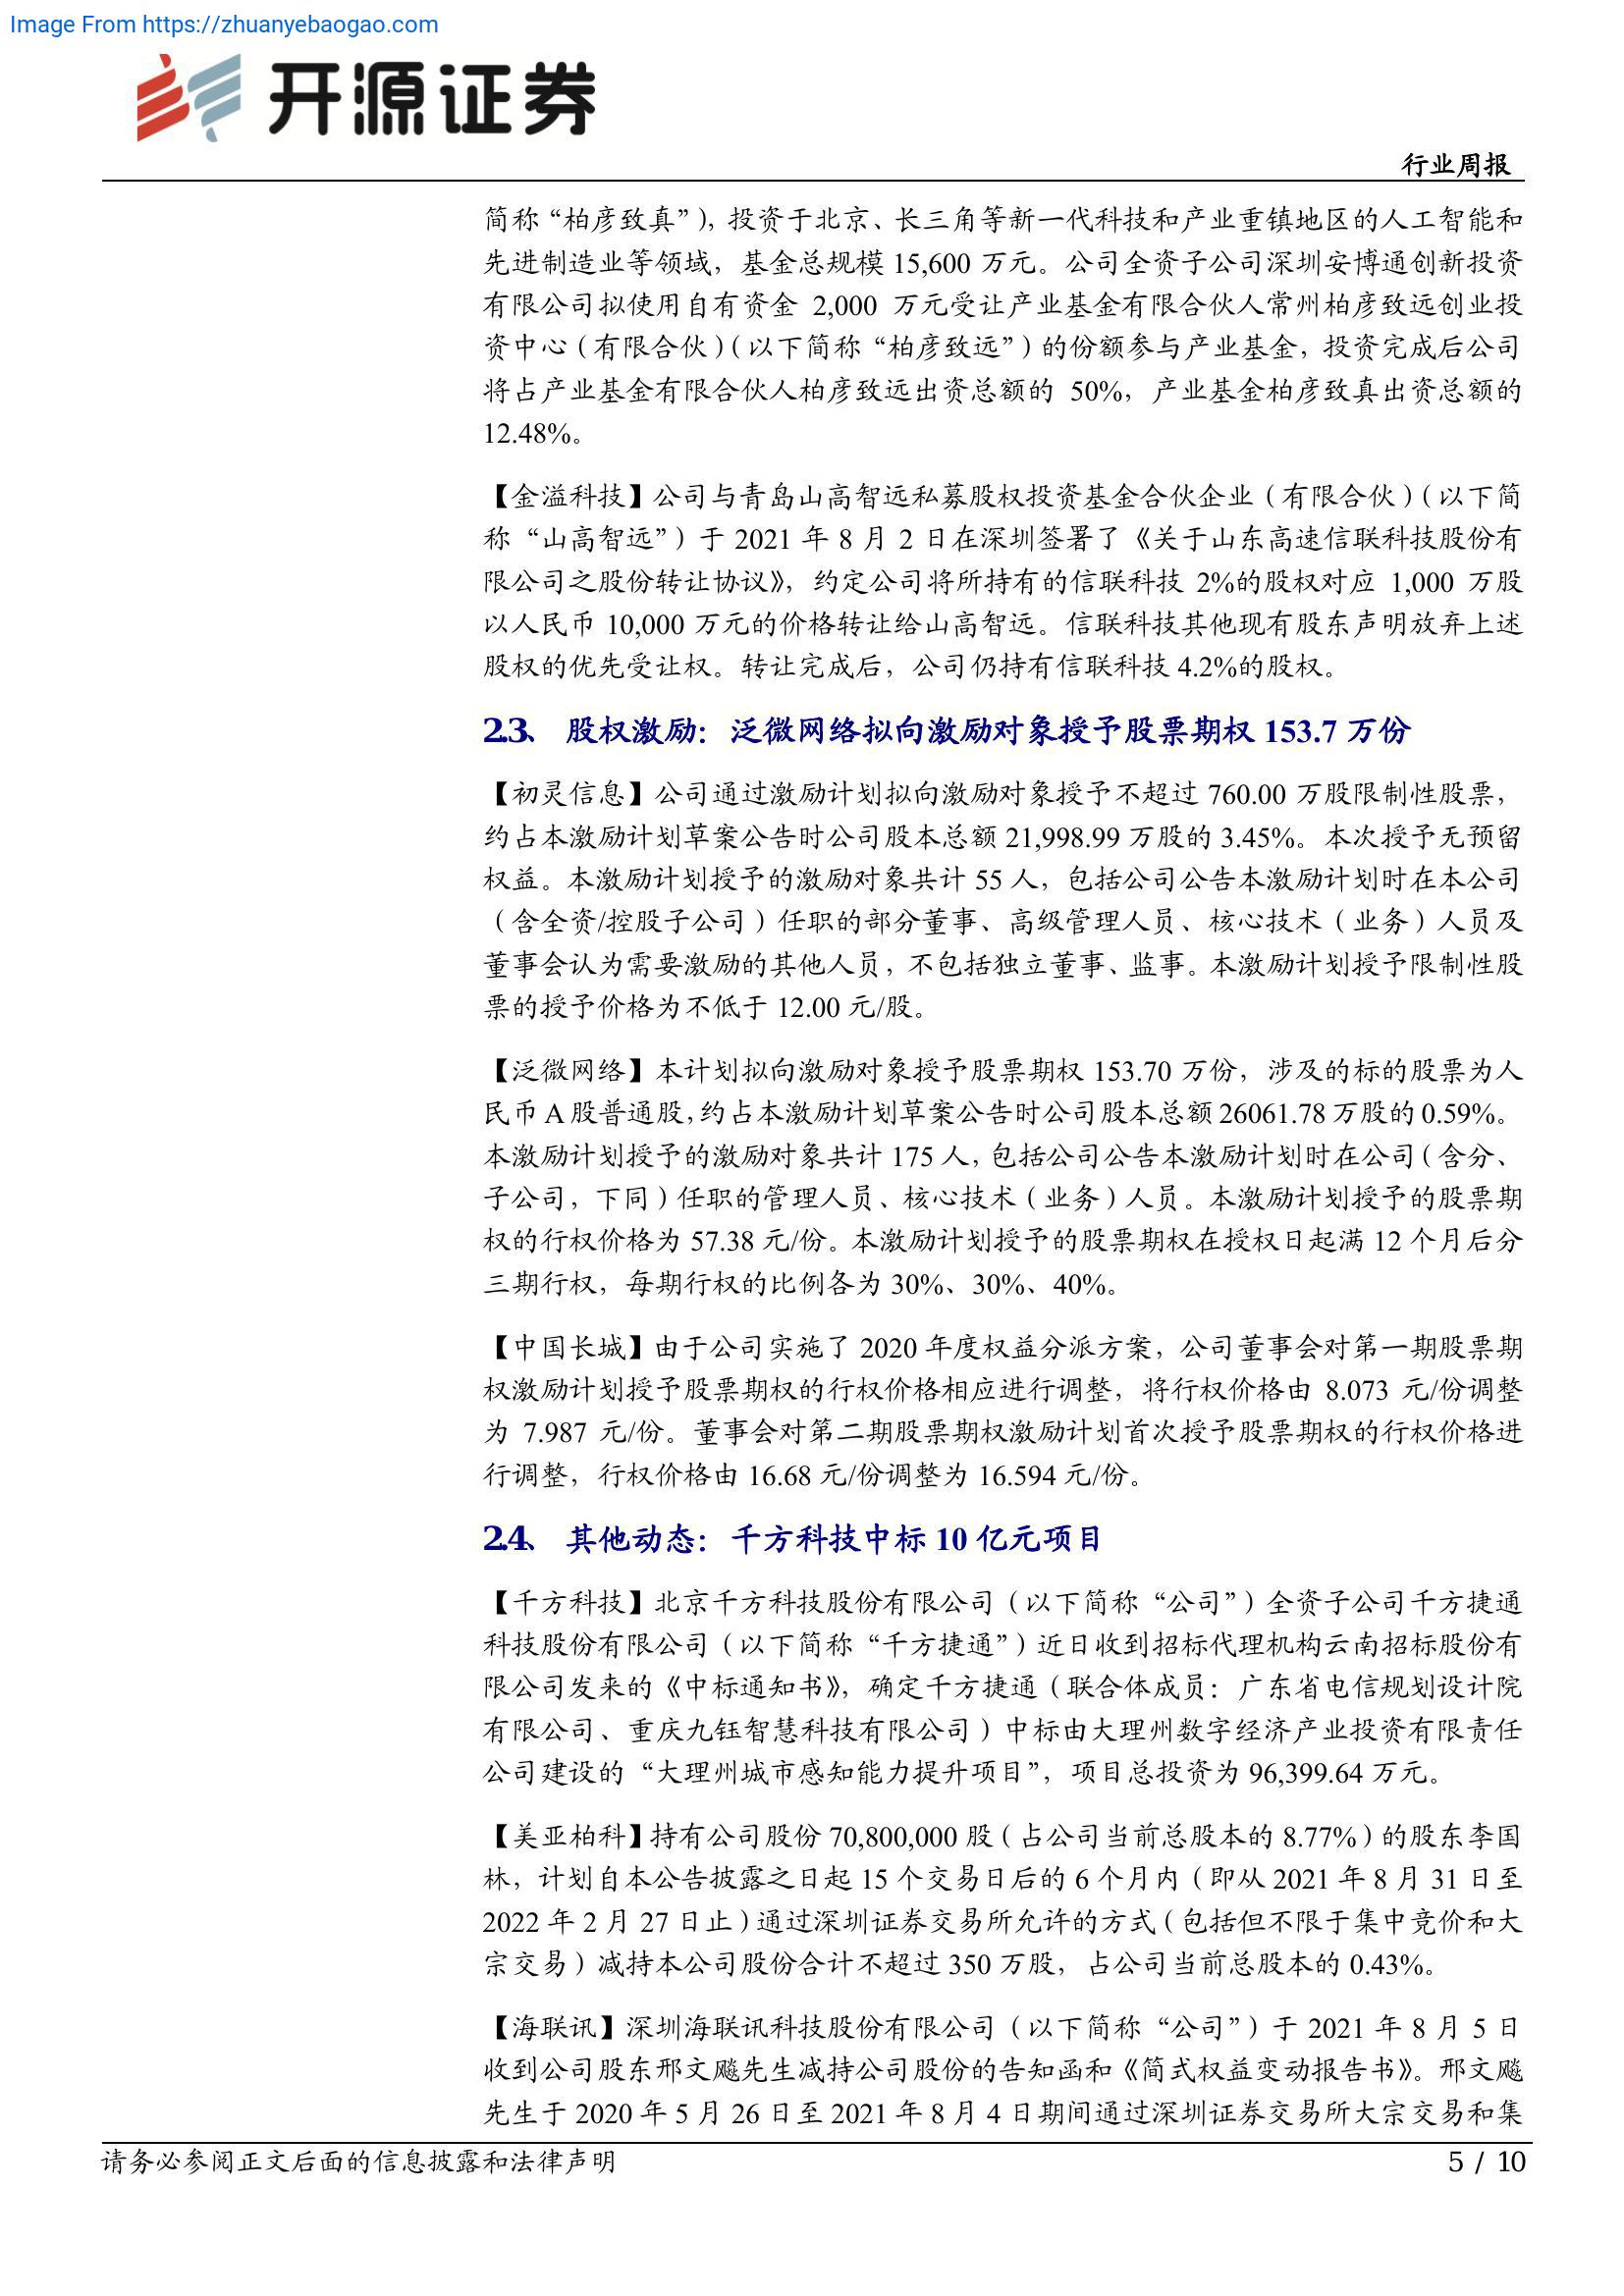 Image From https://zhuanyebaogao.com
开源证券
行业周报
简称“柏彦致真”），投资于北京、长三角等新一代科技和产业重镇地区的人工智能和
先进制造业等领域，基金总规模 15,600 万元。公司全资子公司深圳安博通创新投资
有限公司拟使用自有资金 2,000 万元受让产业基金有限合伙人常州柏彦致远创业投
资中心（有限合伙）（以下简称“柏彦致远”）的份额参与产业基金，投资完成后公司
将占产业基金有限合伙人柏彦致远出资总额的 50%，产业基金柏彦致真出资总额的
12.48%。
【金溢科技】公司与青岛山高智远私募股权投资基金合伙企业（有限合伙）（以下简
称“山高智远”）于 2021 年 8 月 2 日在深圳签署了《关于山东高速信联科技股份有
限公司之股份转让协议》，约定公司将所持有的信联科技 2%的股权对应 1,000 万股
以人民币 10,000 万元的价格转让给山高智远。信联科技其他现有股东声明放弃上述
股权的优先受让权。转让完成后，公司仍持有信联科技 4.2%的股权。
2.3、 股权激励：泛微网络拟向激励对象授予股票期权 153.7 万份
【初灵信息】公司通过激励计划拟向激励对象授予不超过 760.00 万股限制性股票，
约占本激励计划草案公告时公司股本总额 21,998.99 万股的 3.45%。本次授予无预留
权益。本激励计划授予的激励对象共计 55 人，包括公司公告本激励计划时在本公司
（含全资/控股子公司）任职的部分董事、高级管理人员、核心技术（业务）人员及
董事会认为需要激励的其他人员，不包括独立董事、监事。本激励计划授予限制性股
票的授予价格为不低于 12.00 元/股。
【泛微网络】本计划拟向激励对象授予股票期权 153.70 万份，涉及的标的股票为人
民币 A 股普通股，约占本激励计划草案公告时公司股本总额 26061.78 万股的 0.59%。
本激励计划授予的激励对象共计 175 人，包括公司公告本激励计划时在公司（含分、
子公司，下同）任职的管理人员、核心技术（业务）人员。本激励计划授予的股票期
权的行权价格为 57.38 元/份。本激励计划授予的股票期权在授权日起满 12 个月后分
三期行权，每期行权的比例各为 30%、30%、40%。
【中国长城】由于公司实施了 2020 年度权益分派方案，公司董事会对第一期股票期
权激励计划授予股票期权的行权价格相应进行调整，将行权价格由 8.073 元/份调整
为 7.987 元/份。董事会对第二期股票期权激励计划首次授予股票期权的行权价格进
行调整，行权价格由 16.68 元/份调整为 16.594 元/份。
2.4、 其他动态：千方科技中标 10 亿元项目
【千方科技】北京千方科技股份有限公司（以下简称“公司”）全资子公司千方捷通
科技股份有限公司（以下简称“千方捷通”）近日收到招标代理机构云南招标股份有
限公司发来的《中标通知书》，确定千方捷通（联合体成员：广东省电信规划设计院
有限公司、重庆九钰智慧科技有限公司）中标由大理州数字经济产业投资有限责任
公司建设的“大理州城市感知能力提升项目”，项目总投资为 96,399.64 万元。
【美亚柏科】持有公司股份 70,800,000 股（占公司当前总股本的 8.77%）的股东李国
林，计划自本公告披露之日起 15 个交易日后的 6 个月内（即从 2021 年 8 月 31 日至
2022 年 2 月 27 日止）通过深圳证券交易所允许的方式（包括但不限于集中竞价和大
宗交易）减持本公司股份合计不超过 350 万股，占公司当前总股本的 0.43%。
【海联讯】深圳海联讯科技股份有限公司（以下简称“公司”）于 2021 年 8 月 5 日
收到公司股东邢文飚先生减持公司股份的告知函和《简式权益变动报告书》。邢文飚
先生于 2020 年 5 月 26 日至 2021 年 8 月 4 日期间通过深圳证券交易所大宗交易和集
请务必参阅正文后面的信息披露和法律声明
5 / 10